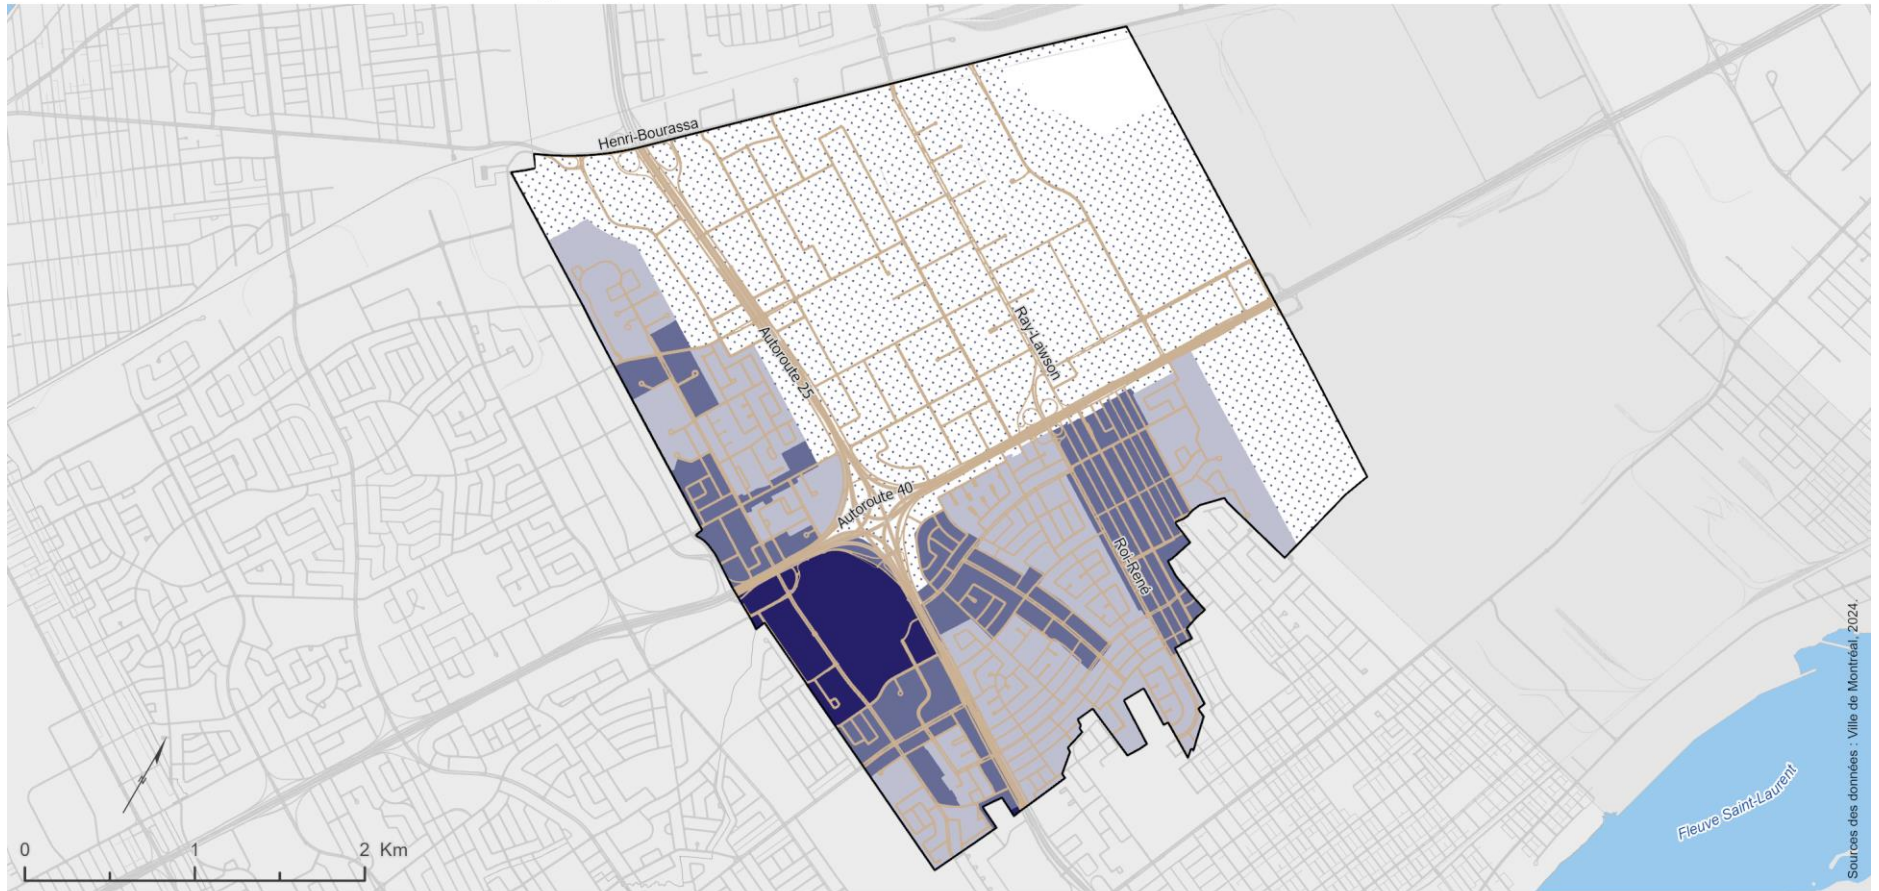 Henri-Bourassa
Autoroute 25
Ray-Lawson
Autoroute 40
Roi-René
Fleuve Saint-Laurent
Sources des données : Ville de Montréal, 2024.
N
0 1 2 Km